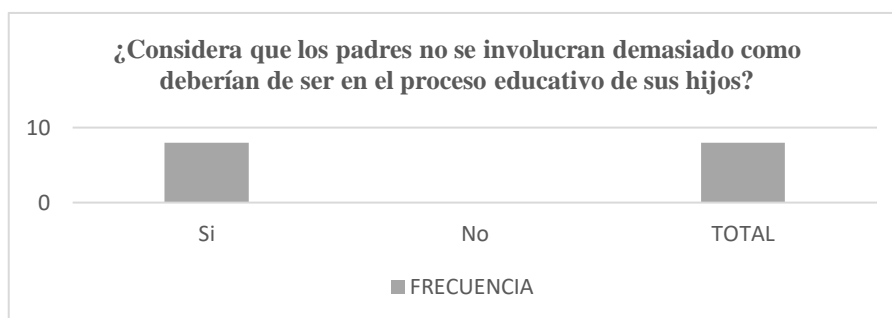 ¿Considera que los padres no se involucran demasiado como
deberían de ser en el proceso educativo de sus hijos?
10
0
Si No TOTAL
FRECUENCIA